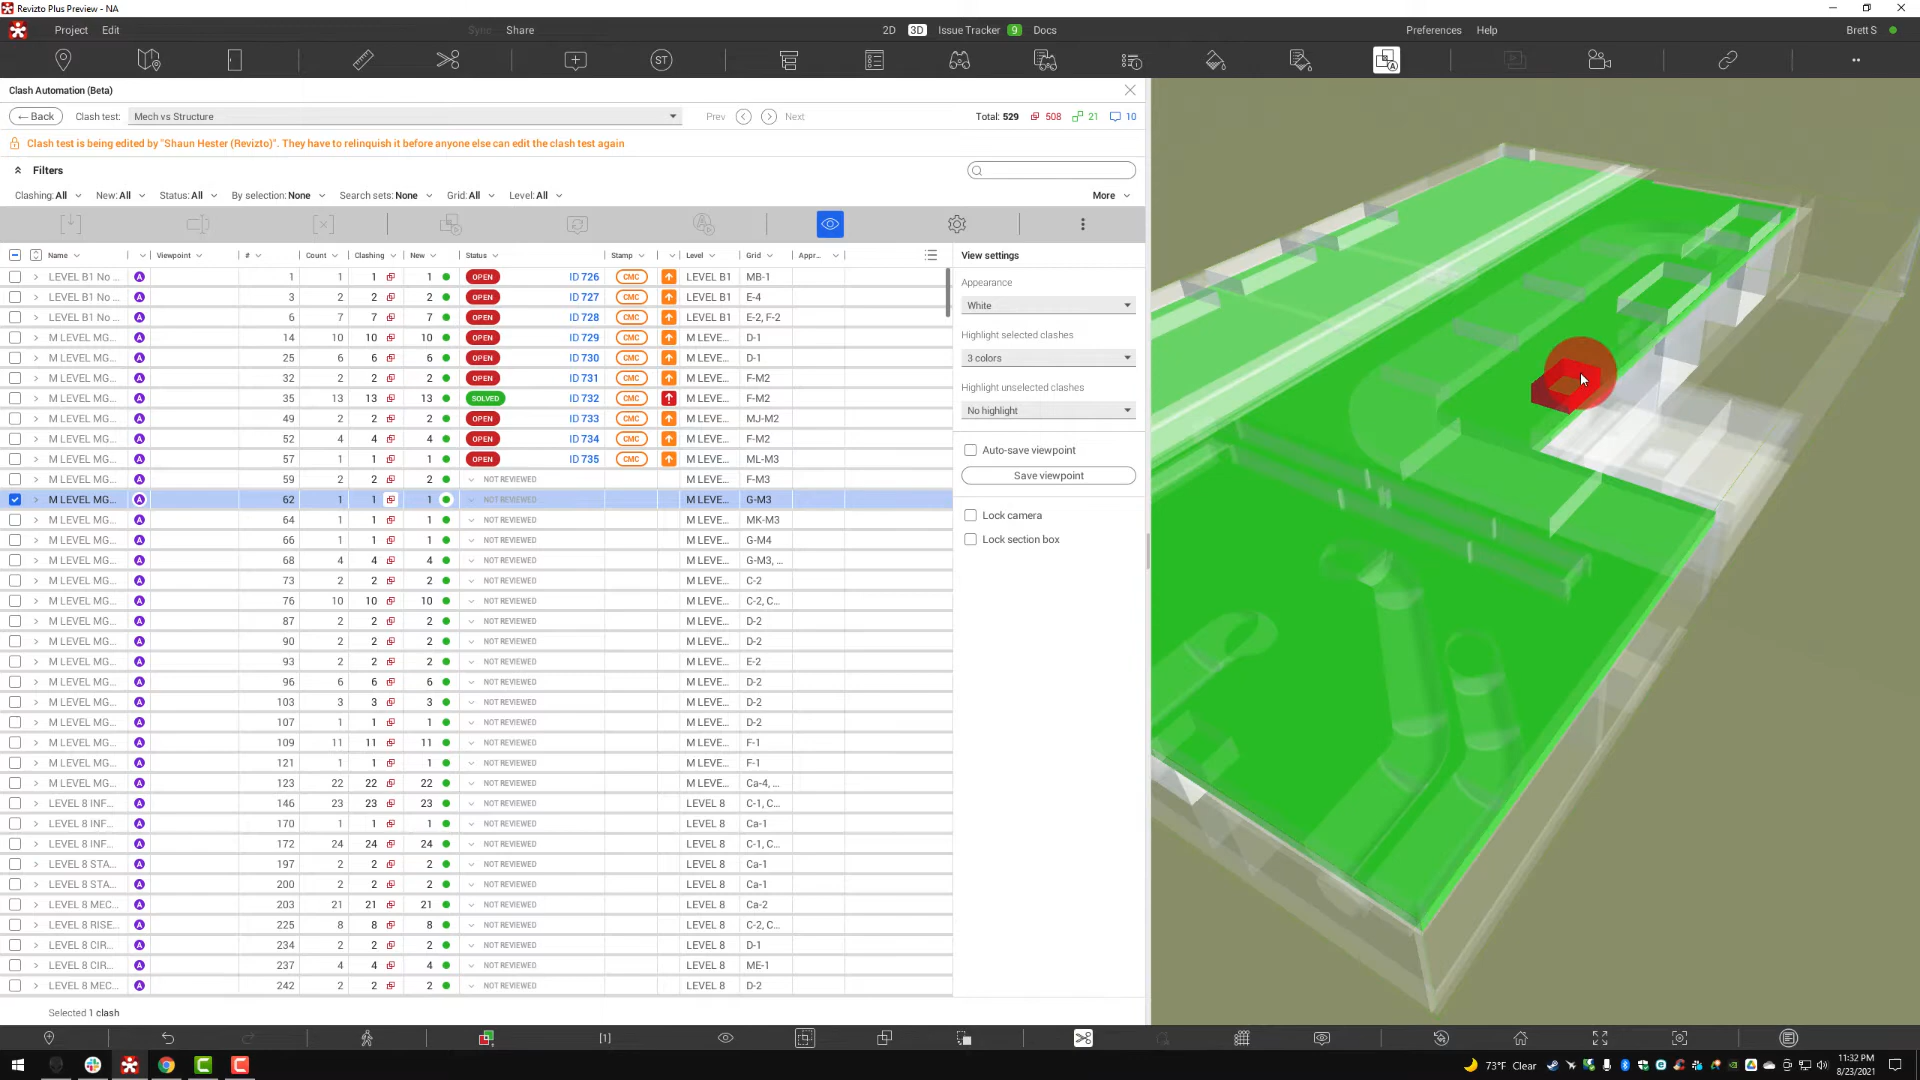 Revizto Plus Preview - NA
Project Edit Sync Share 2D 3D Issue Tracker 9 Docs Preferences Help Brett S
ST
Clash Automation (Beta)
← Back Clash test: Mech vs Structure Prev Next Total: 529 508 21 10
Clash test is being edited by "Shaun Hester (Revizto)". They have to relinquish it before anyone else can edit the clash test again
Filters
Clashing: All New: All Status: All By selection: None Search sets: None Grid: All Level: All More
Name Viewpoint # Count Clashing New Status Stamp Level Grid Appr...
LEVEL B1 No ... A 1 1 1 1 OPEN ID 726 CMC LEVEL B1 MB-1
LEVEL B1 No ... A 3 2 2 2 OPEN ID 727 CMC LEVEL B1 E-4
LEVEL B1 No ... A 6 7 7 7 OPEN ID 728 CMC LEVEL B1 E-2, F-2
M LEVEL MG... A 14 10 10 10 OPEN ID 729 CMC M LEVE... D-1
M LEVEL MG... A 25 6 6 6 OPEN ID 730 CMC M LEVE... D-1
M LEVEL MG... A 32 2 2 2 OPEN ID 731 CMC M LEVE... F-M2
M LEVEL MG... A 35 13 13 13 SOLVED ID 732 CMC M LEVE... F-M2
M LEVEL MG... A 49 2 2 2 OPEN ID 733 CMC M LEVE... MJ-M2
M LEVEL MG... A 52 4 4 4 OPEN ID 734 CMC M LEVE... F-M2
M LEVEL MG... A 57 1 1 1 OPEN ID 735 CMC M LEVE... ML-M3
M LEVEL MG... A 59 2 2 2 NOT REVIEWED M LEVE... F-M3
M LEVEL MG... A 62 1 1 1 NOT REVIEWED M LEVE... G-M3
M LEVEL MG... A 64 1 1 1 NOT REVIEWED M LEVE... MK-M3
M LEVEL MG... A 66 1 1 1 NOT REVIEWED M LEVE... G-M4
M LEVEL MG... A 68 4 4 4 NOT REVIEWED M LEVE... G-M3, ...
M LEVEL MG... A 73 2 2 2 NOT REVIEWED M LEVE... C-2
M LEVEL MG... A 76 10 10 10 NOT REVIEWED M LEVE... C-2, C...
M LEVEL MG... A 87 2 2 2 NOT REVIEWED M LEVE... D-2
M LEVEL MG... A 90 2 2 2 NOT REVIEWED M LEVE... D-2
M LEVEL MG... A 93 2 2 2 NOT REVIEWED M LEVE... E-2
M LEVEL MG... A 96 6 6 6 NOT REVIEWED M LEVE... D-2
M LEVEL MG... A 103 3 3 3 NOT REVIEWED M LEVE... D-2
M LEVEL MG... A 107 1 1 1 NOT REVIEWED M LEVE... D-2
M LEVEL MG... A 109 11 11 11 NOT REVIEWED M LEVE... F-1
M LEVEL MG... A 121 1 1 1 NOT REVIEWED M LEVE... F-1
M LEVEL MG... A 123 22 22 22 NOT REVIEWED M LEVE... Ca-4, ...
LEVEL 8 INF... A 146 23 23 23 NOT REVIEWED LEVEL 8 C-1, C...
LEVEL 8 INF... A 170 1 1 1 NOT REVIEWED LEVEL 8 Ca-1
LEVEL 8 INF... A 172 24 24 24 NOT REVIEWED LEVEL 8 C-1, C...
LEVEL 8 STA... A 197 2 2 2 NOT REVIEWED LEVEL 8 Ca-1
LEVEL 8 STA... A 200 2 2 2 NOT REVIEWED LEVEL 8 Ca-1
LEVEL 8 MEC... A 203 21 21 21 NOT REVIEWED LEVEL 8 Ca-2
LEVEL 8 RISE... A 225 8 8 8 NOT REVIEWED LEVEL 8 C-2, C...
LEVEL 8 CIR... A 234 2 2 2 NOT REVIEWED LEVEL 8 D-1
LEVEL 8 CIR... A 237 4 4 4 NOT REVIEWED LEVEL 8 ME-1
LEVEL 8 MEC... A 242 2 2 2 NOT REVIEWED LEVEL 8 D-2
Selected 1 clash
View settings
Appearance
White
Highlight selected clashes
3 colors
Highlight unselected clashes
No highlight
Auto-save viewpoint
Save viewpoint
Lock camera
Lock section box
[1]
73°F Clear 11:32 PM
8/23/2021